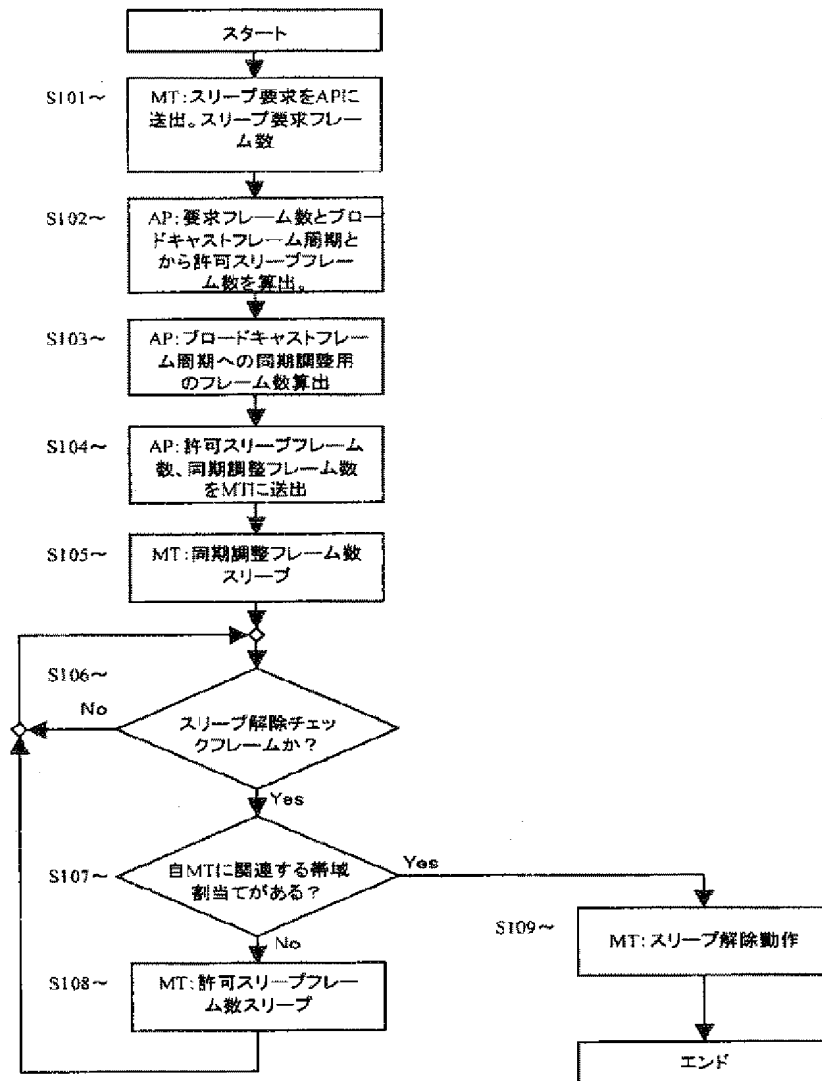 スタート
S101～
MT:スリープ要求をAPに
送出。スリープ要求フレー
ム数
S102～
AP:要求フレーム数とブロー
ドキャストフレーム周期と
から許可スリープフレー
ム数を算出。
S103～
AP:ブロードキャストフレー
ム周期への同期調整用
のフレーム数算出
S104～
AP:許可スリープフレーム
数、同期調整フレーム数
をMTに送出
S105～
MT:同期調整フレーム数
スリープ
S106～
No
スリープ解除チェッ
クフレームか?
Yes
S107～
自MTに関連する帯域
割当てがある?
Yes
No
S108～
MT:許可スリープフレー
ム数スリープ
S109～
MT:スリープ解除動作
エンド